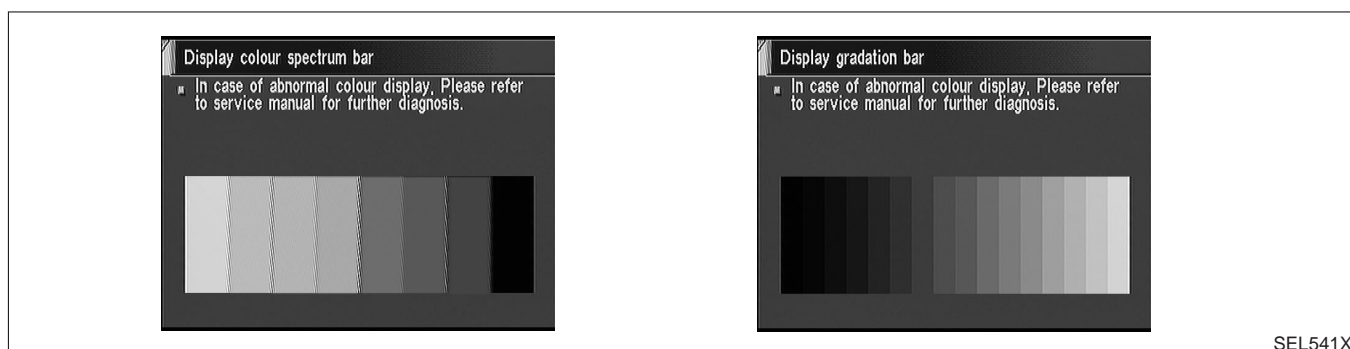 Display colour spectrum bar
In case of abnormal colour display, Please refer
to service manual for further diagnosis.
Display gradation bar
In case of abnormal colour display, Please refer
to service manual for further diagnosis.
SEL541X